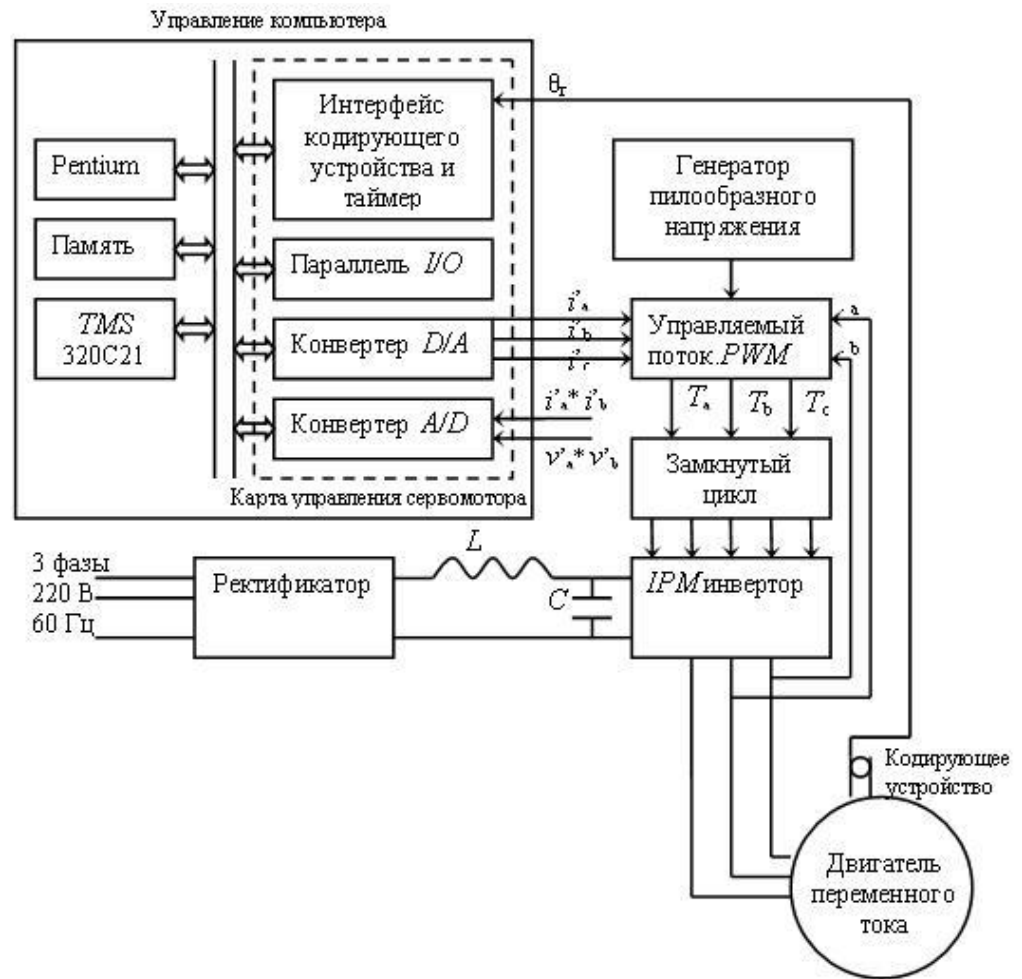 Управление компьютера
θr
Интерфейс
кодирующего
устройства и
таймер
Pentium
Память
TMS
320C21
Параллель I/O
Конвертер D/A
Конвертер A/D
Карта управления сервомотора
Генератор
пилообразного
напряжения
i'a
i'b
i'c
i'a* i'b
v'a* v'b
Управляемый
поток.PWM
a
b
Ta
Tb
Tc
Замкнутый
цикл
3 фазы
220 В
60 Гц
Ректификатор
L
C
IPM инвертор
Кодирующее
устройство
Двигатель
переменного
тока